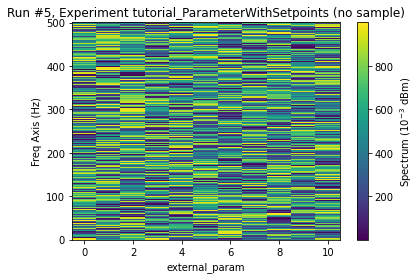 Run #5, Experiment tutorial_ParameterWithSetpoints (no sample)
500
400
300
200
100
0
Freq Axis (Hz)
0 2 4 6 8 10
external_param
800
600
400
200
Spectrum (10⁻³ dBm)